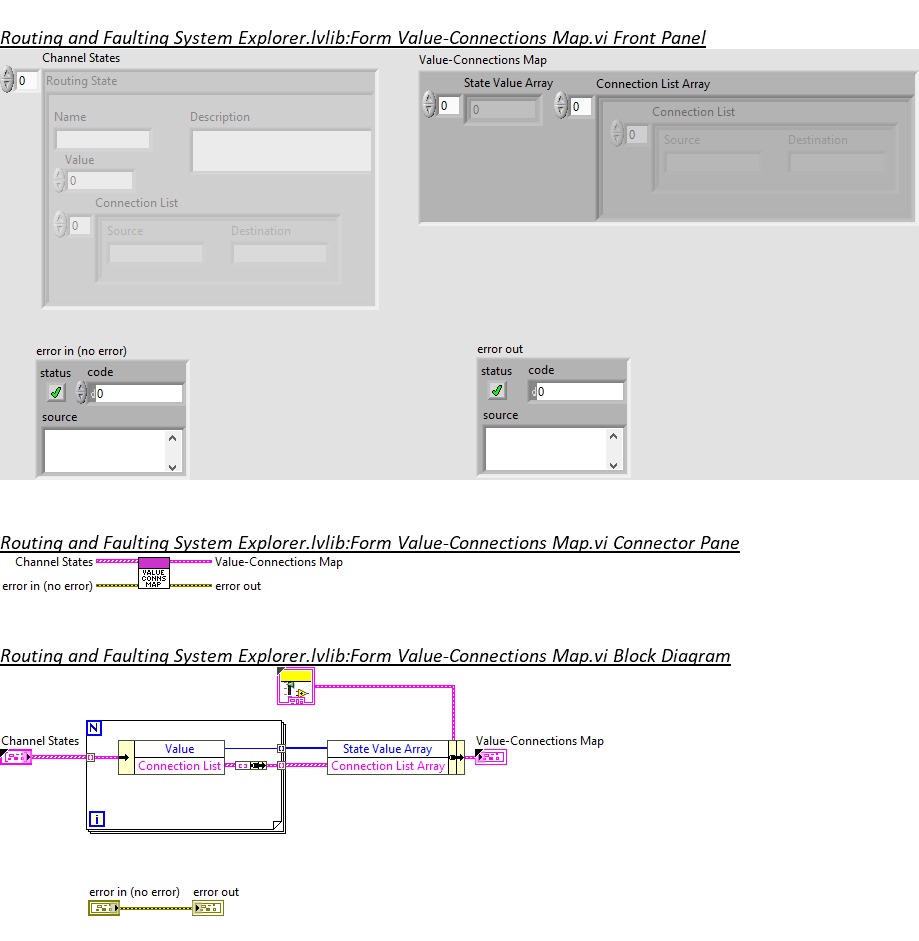 Routing and Faulting System Explorer.lvlib:Form Value-Connections Map.vi Front Panel
Channel States
0
Routing State
Name
Description
Value
0
Connection List
0
Source
Destination
Value-Connections Map
State Value Array
0
0
Connection List Array
0
Connection List
0
Source
Destination
error in (no error)
status
code
d
0
source
error out
status
code
d
0
source
Routing and Faulting System Explorer.lvlib:Form Value-Connections Map.vi Connector Pane
Channel States
Value-Connections Map
VALUE
CONNS
MAP
error in (no error)
error out
Routing and Faulting System Explorer.lvlib:Form Value-Connections Map.vi Block Diagram
Channel States
N
Value
Connection List
i
State Value Array
Connection List Array
Value-Connections Map
error in (no error)
error out